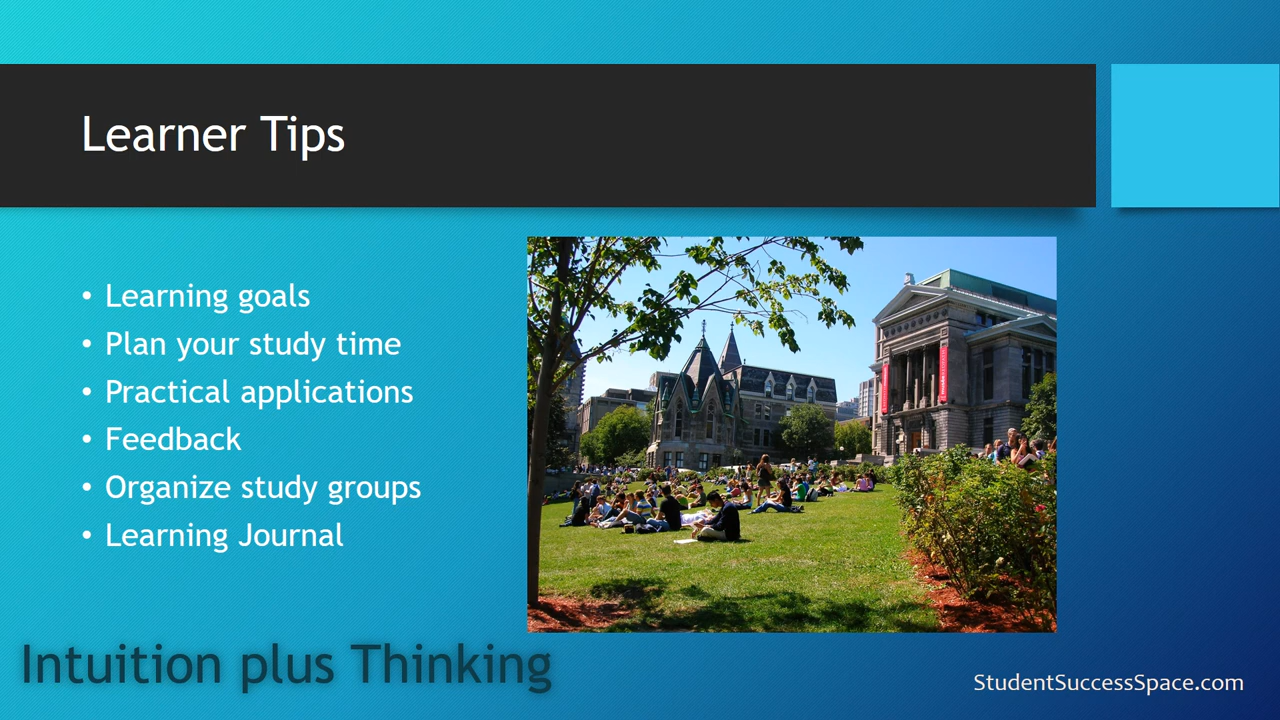 Learner Tips
• Learning goals
• Plan your study time
• Practical applications
• Feedback
• Organize study groups
• Learning Journal
Intuition plus Thinking
StudentSuccessSpace.com